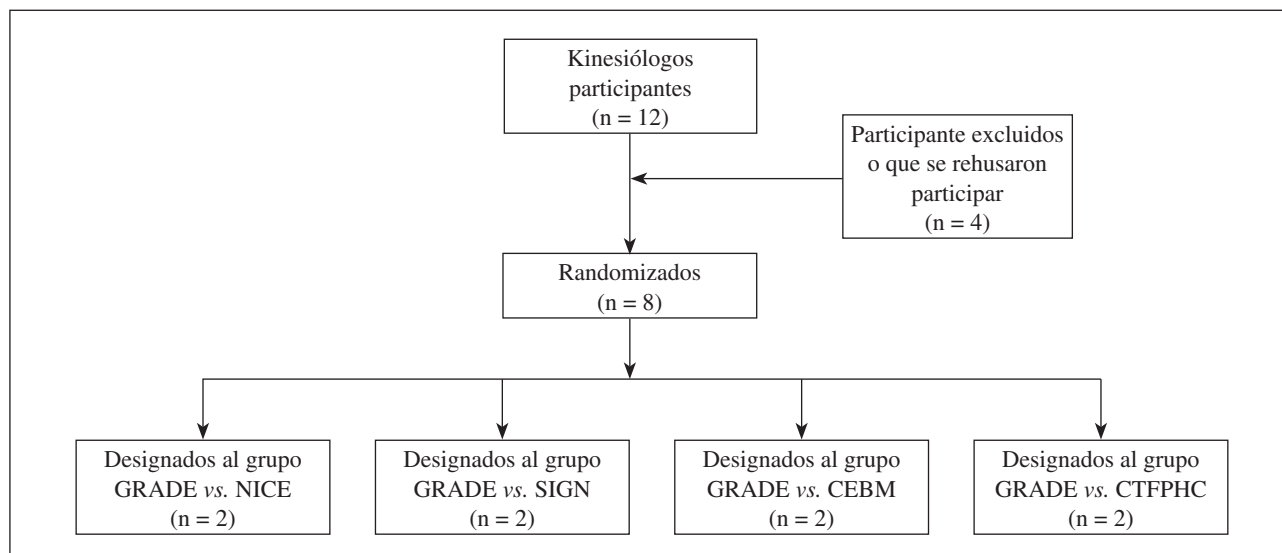 Kinesiólogos
participantes
(n = 12)
Participante excluidos
o que se rehusaron
participar
(n = 4)
Randomizados
(n = 8)
Designados al grupo
GRADE vs. NICE
(n = 2)
Designados al grupo
GRADE vs. SIGN
(n = 2)
Designados al grupo
GRADE vs. CEBM
(n = 2)
Designados al grupo
GRADE vs. CTFPHC
(n = 2)